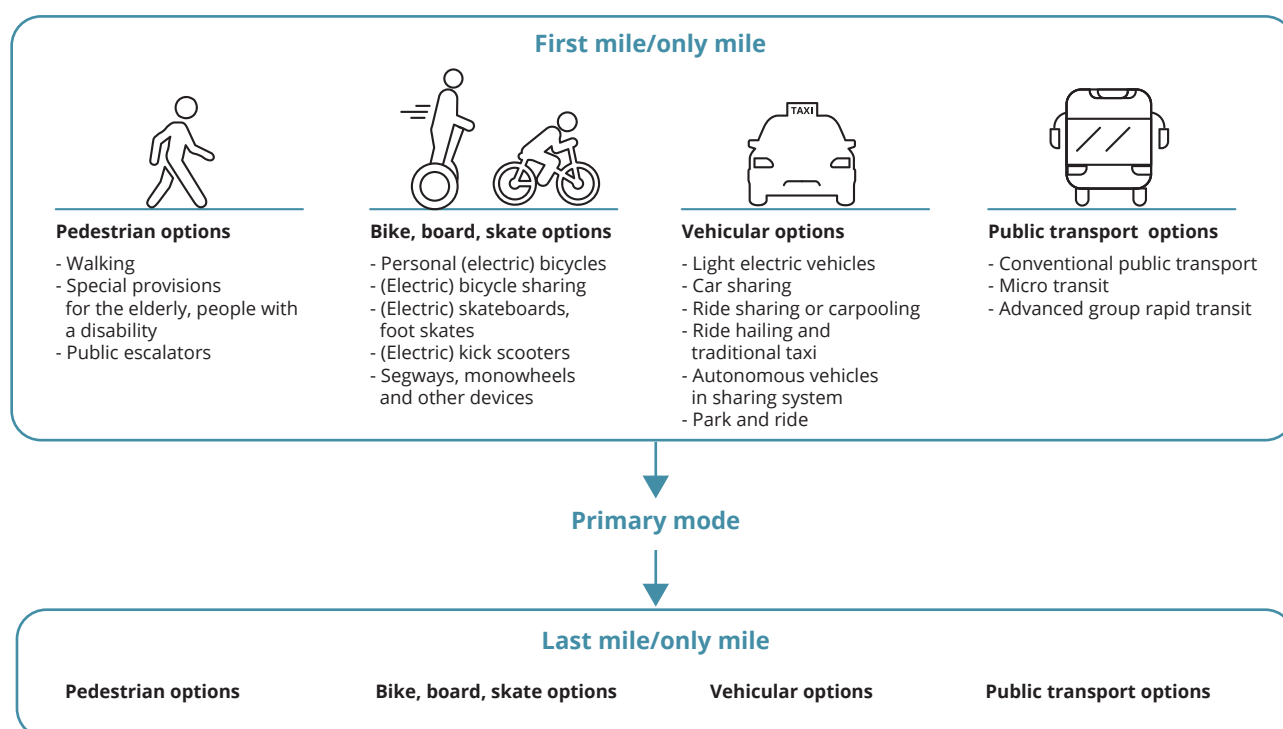 First mile/only mile
TAXI
Pedestrian options
- Walking
- Special provisions
for the elderly, people with
a disability
- Public escalators
Bike, board, skate options
- Personal (electric) bicycles
- (Electric) bicycle sharing
- (Electric) skateboards,
foot skates
- (Electric) kick scooters
- Segways, monowheels
and other devices
Vehicular options
- Light electric vehicles
- Car sharing
- Ride sharing or carpooling
- Ride hailing and
traditional taxi
- Autonomous vehicles
in sharing system
- Park and ride
Public transport options
- Conventional public transport
- Micro transit
- Advanced group rapid transit
Primary mode
Last mile/only mile
Pedestrian options
Bike, board, skate options
Vehicular options
Public transport options